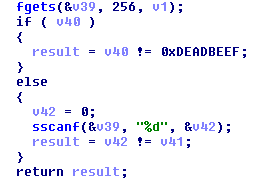 fgets(&v39, 256, v1);
if ( v40 )
{
result = v40 != 0xDEADBEEF;
}
else
{
v42 = 0;
sscanf(&v39, "%d", &v42);
result = v42 != v41;
}
return result;